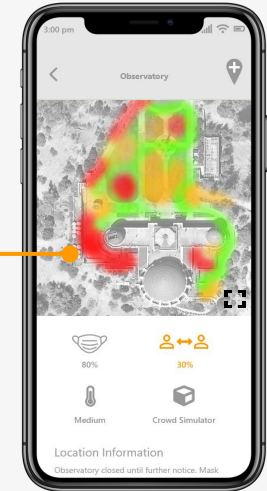 3:00 pm
Observatory
80%
30%
Medium
Crowd Simulator
Location Information
Observatory closed until further notice. Mask